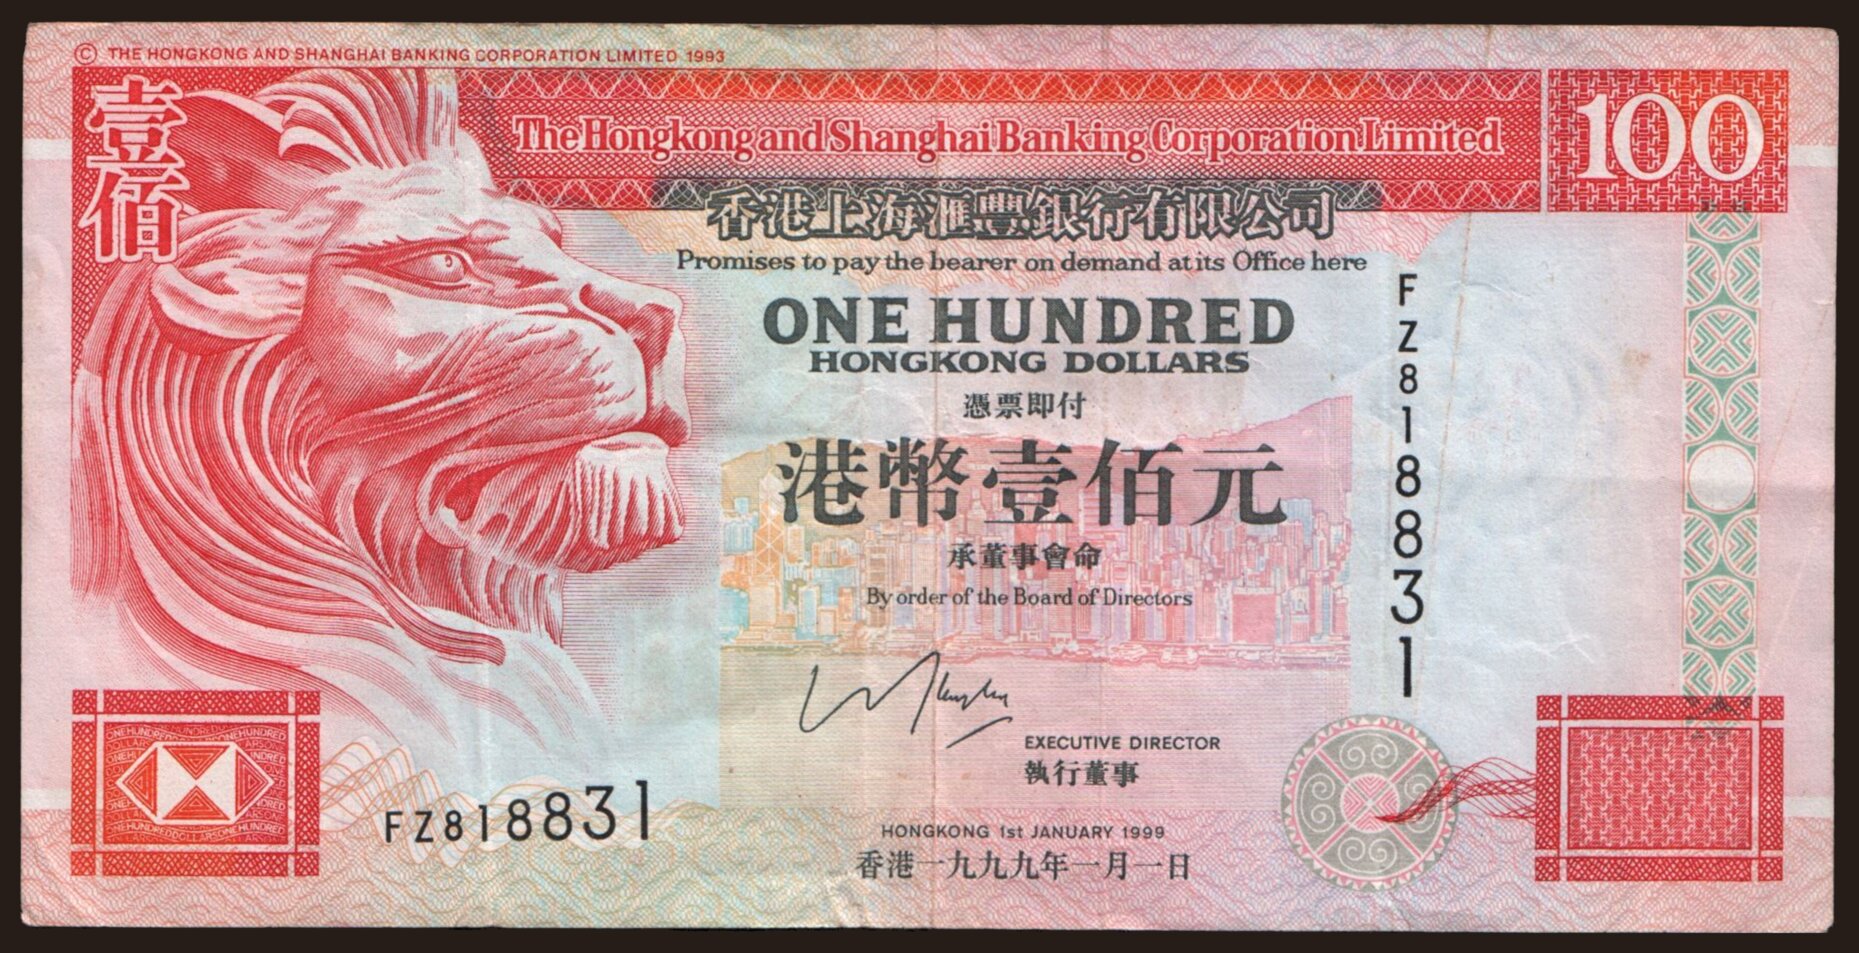 © THE HONGKONG AND SHANGHAI BANKING CORPORATION LIMITED 1993
壹佰
The Hongkong and Shanghai Banking Corporation Limited
100
香港上海滙豐銀行有限公司
Promises to pay the bearer on demand at its Office here
ONE HUNDRED
HONGKONG DOLLARS
憑票即付
港幣壹佰元
承董事會命
By order of the Board of Directors
FZ818831
EXECUTIVE DIRECTOR
執行董事
FZ818831
HONGKONG 1st JANUARY 1999
香港一九九九年一月一日